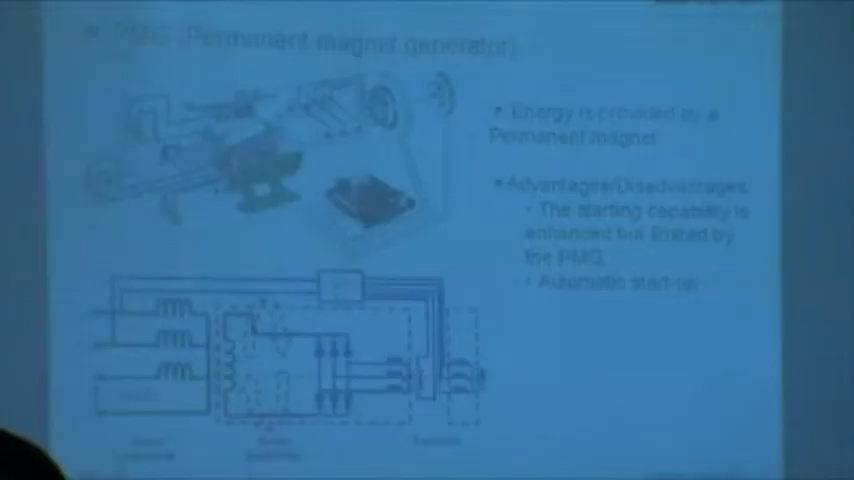 PMG (Permanent magnet generator)
Energy is provided by a
Permanent magnet
Advantages/Disadvantages
The starting capability is
enhanced but limited by
the PMG
Automatic start-up